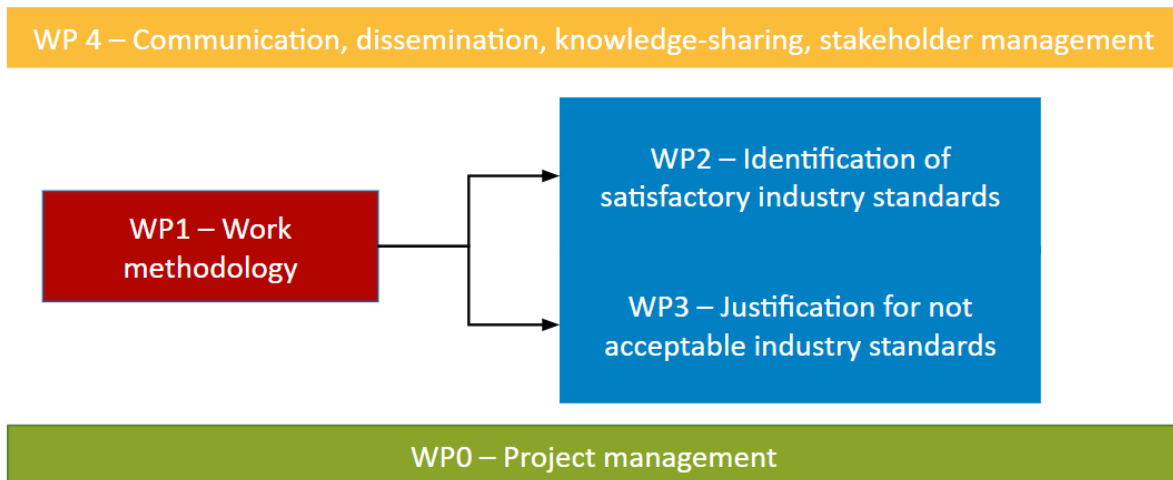 WP 4 – Communication, dissemination, knowledge-sharing, stakeholder management
WP1 – Work
methodology
WP2 – Identification of
satisfactory industry standards
WP3 – Justification for not
acceptable industry standards
WP0 – Project management